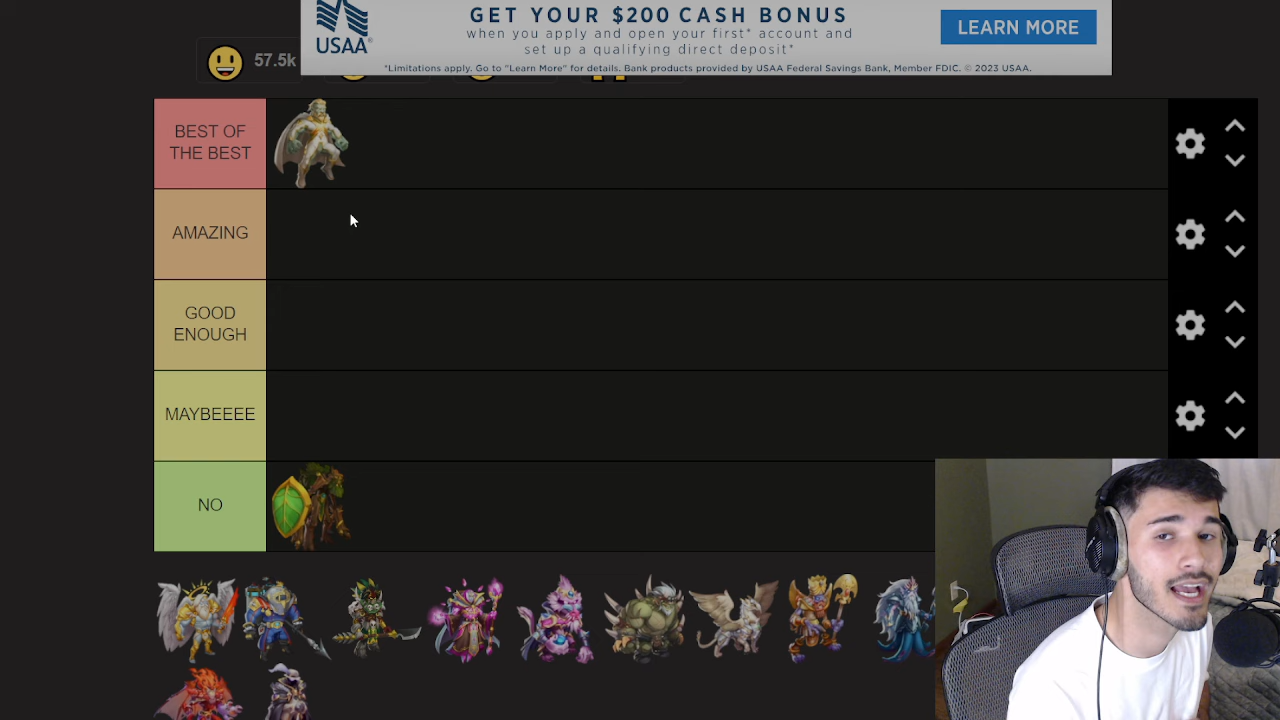 GET YOUR $200 CASH BONUS
when you apply and open your first* account and
set up a qualifying direct deposit*
USAA®
LEARN MORE
*Limitations apply. Go to "Learn More" for details. Bank products provided by USAA Federal Savings Bank, Member FDIC. © 2023 USAA.
57.5k
BEST OF
THE BEST
AMAZING
GOOD
ENOUGH
MAYBEEEE
NO